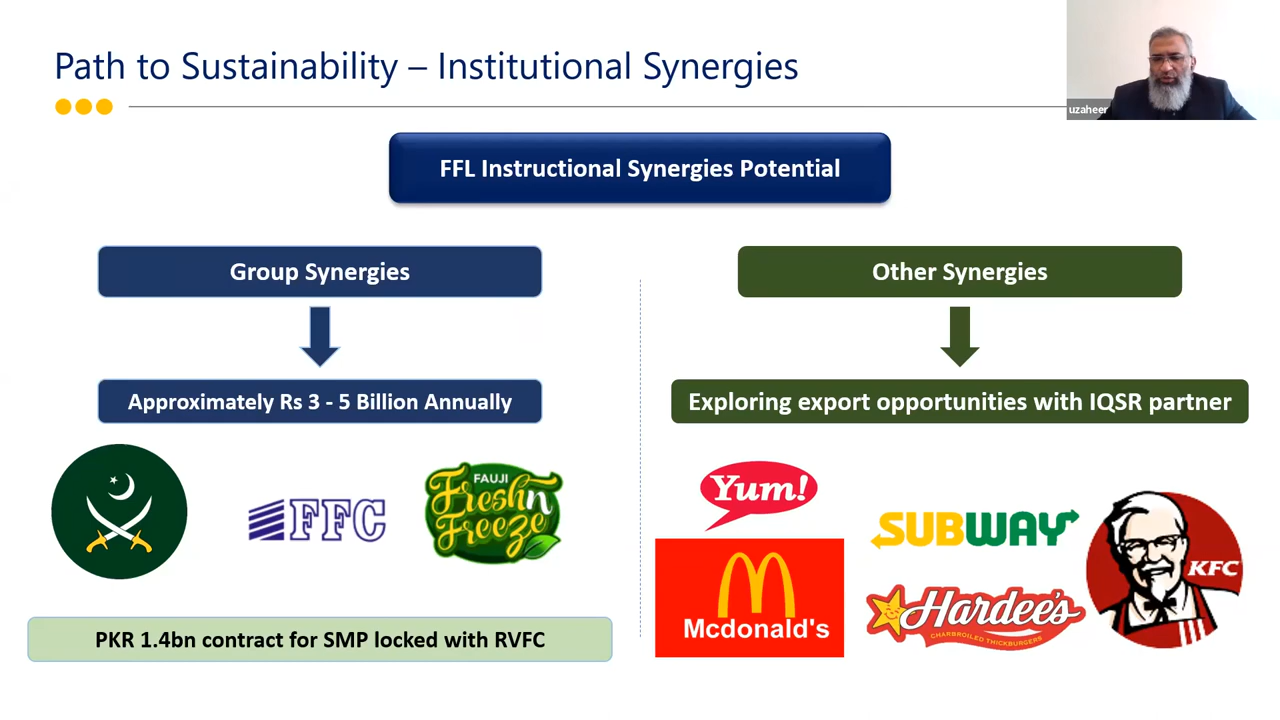 Path to Sustainability – Institutional Synergies
uzaheer
FFL Instructional Synergies Potential
Group Synergies
Other Synergies
Approximately Rs 3 - 5 Billion Annually
Exploring export opportunities with IQSR partner
FFC
FAUJI
Fresh n
Freeze
Yum!
Mcdonald's
SUBWAY
Hardee's
CHARBROILED THICKBURGERS
KFC
PKR 1.4bn contract for SMP locked with RVFC